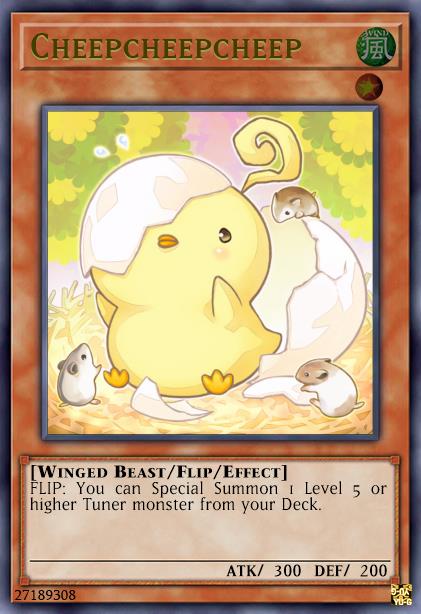 CHEEPCHEEPCHEEP
WIND
風
[WINGED BEAST/FLIP/EFFECT]
FLIP: You can Special Summon 1 Level 5 or
higher Tuner monster from your Deck.
ATK/ 300 DEF/ 200
27189308